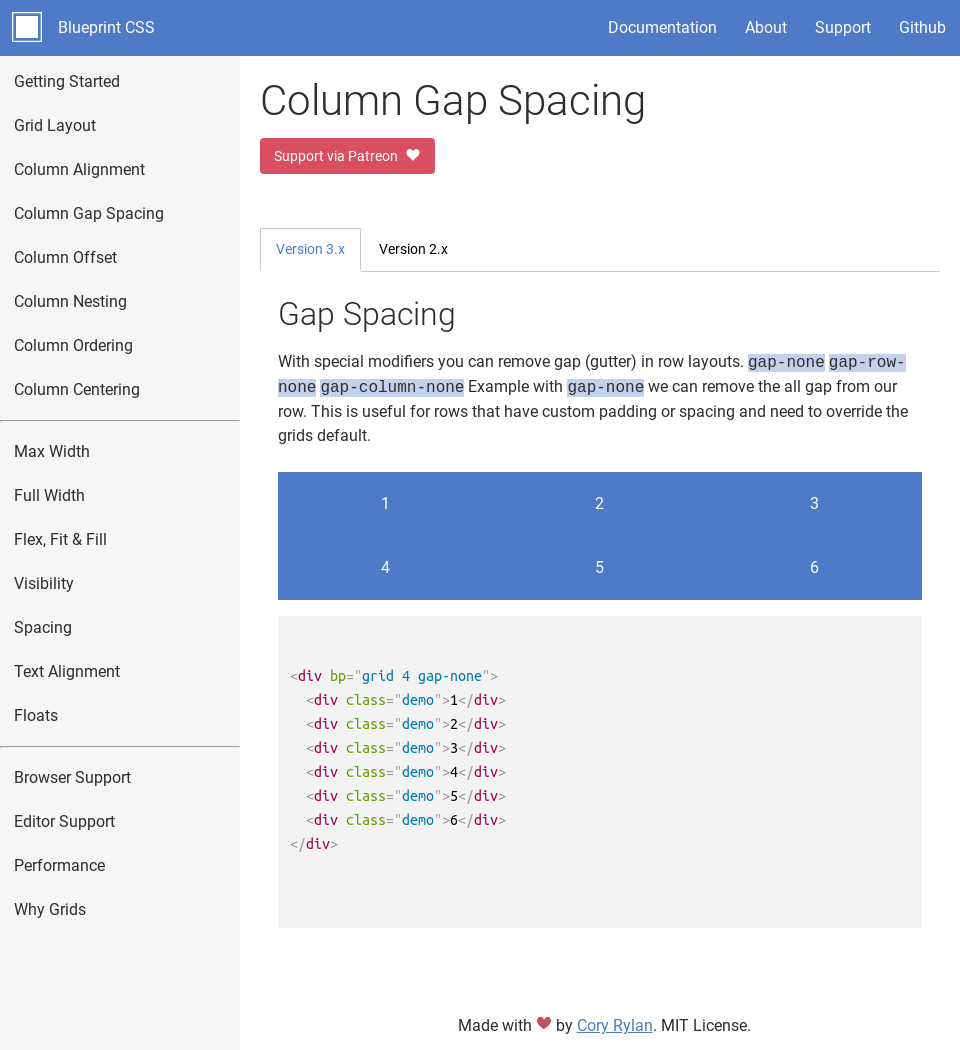 Blueprint CSS
Documentation
About
Support
Github
Getting Started
Grid Layout
Column Alignment
Column Gap Spacing
Column Offset
Column Nesting
Column Ordering
Column Centering
Max Width
Full Width
Flex, Fit & Fill
Visibility
Spacing
Text Alignment
Floats
Browser Support
Editor Support
Performance
Why Grids
Column Gap Spacing
Support via Patreon
Version 3.x
Version 2.x
Gap Spacing
With special modifiers you can remove gap (gutter) in row layouts. gap-none gap-row-
none gap-column-none Example with gap-none we can remove the all gap from our
row. This is useful for rows that have custom padding or spacing and need to override the
grids default.
1 2 3
4 5 6
<div bp="grid 4 gap-none">
  <div class="demo">1</div>
  <div class="demo">2</div>
  <div class="demo">3</div>
  <div class="demo">4</div>
  <div class="demo">5</div>
  <div class="demo">6</div>
</div>
Made with ♥ by Cory Rylan. MIT License.